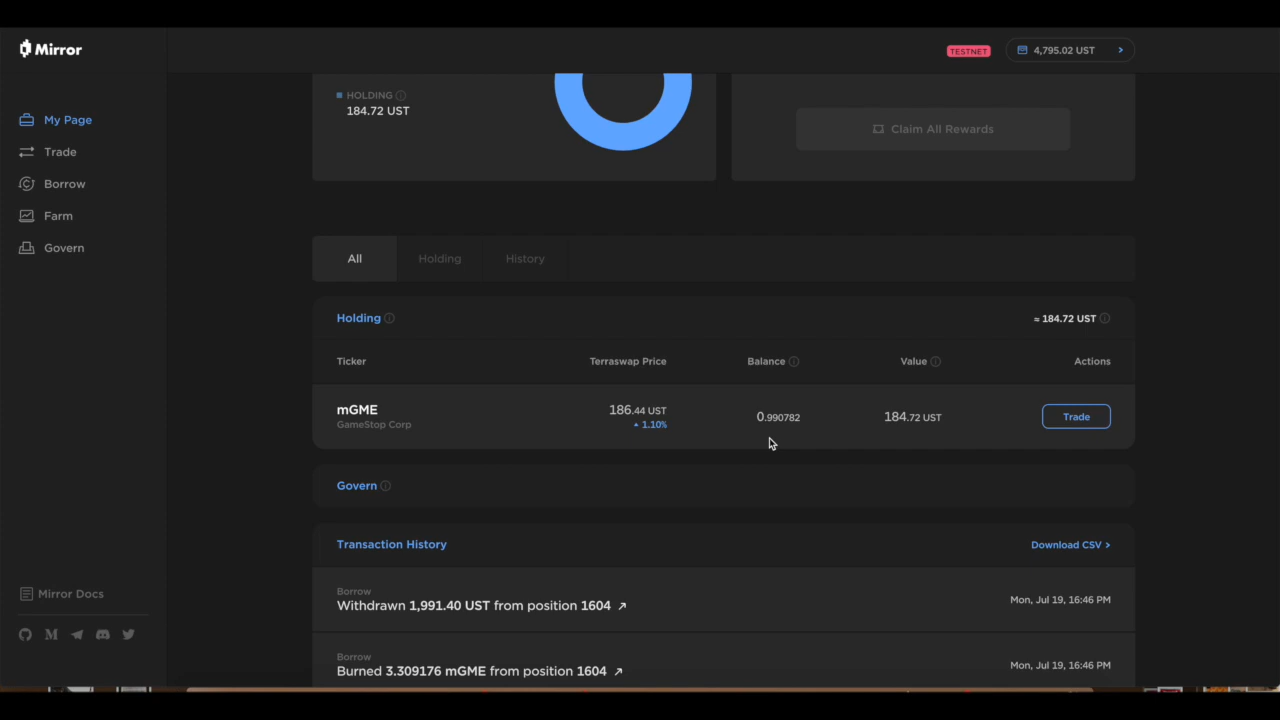 Mirror
TESTNET
4,795.02 UST
My Page
Trade
Borrow
Farm
Govern
Mirror Docs
HOLDING
184.72 UST
Claim All Rewards
All
Holding
History
Holding
≈ 184.72 UST
Ticker
Terraswap Price
Balance
Value
Actions
mGME
GameStop Corp
186.44 UST
1.10%
0.990782
184.72 UST
Trade
Govern
Transaction History
Download CSV >
Borrow
Withdrawn 1,991.40 UST from position 1604 ↗
Mon, Jul 19, 16:46 PM
Borrow
Burned 3.309176 mGME from position 1604 ↗
Mon, Jul 19, 16:46 PM